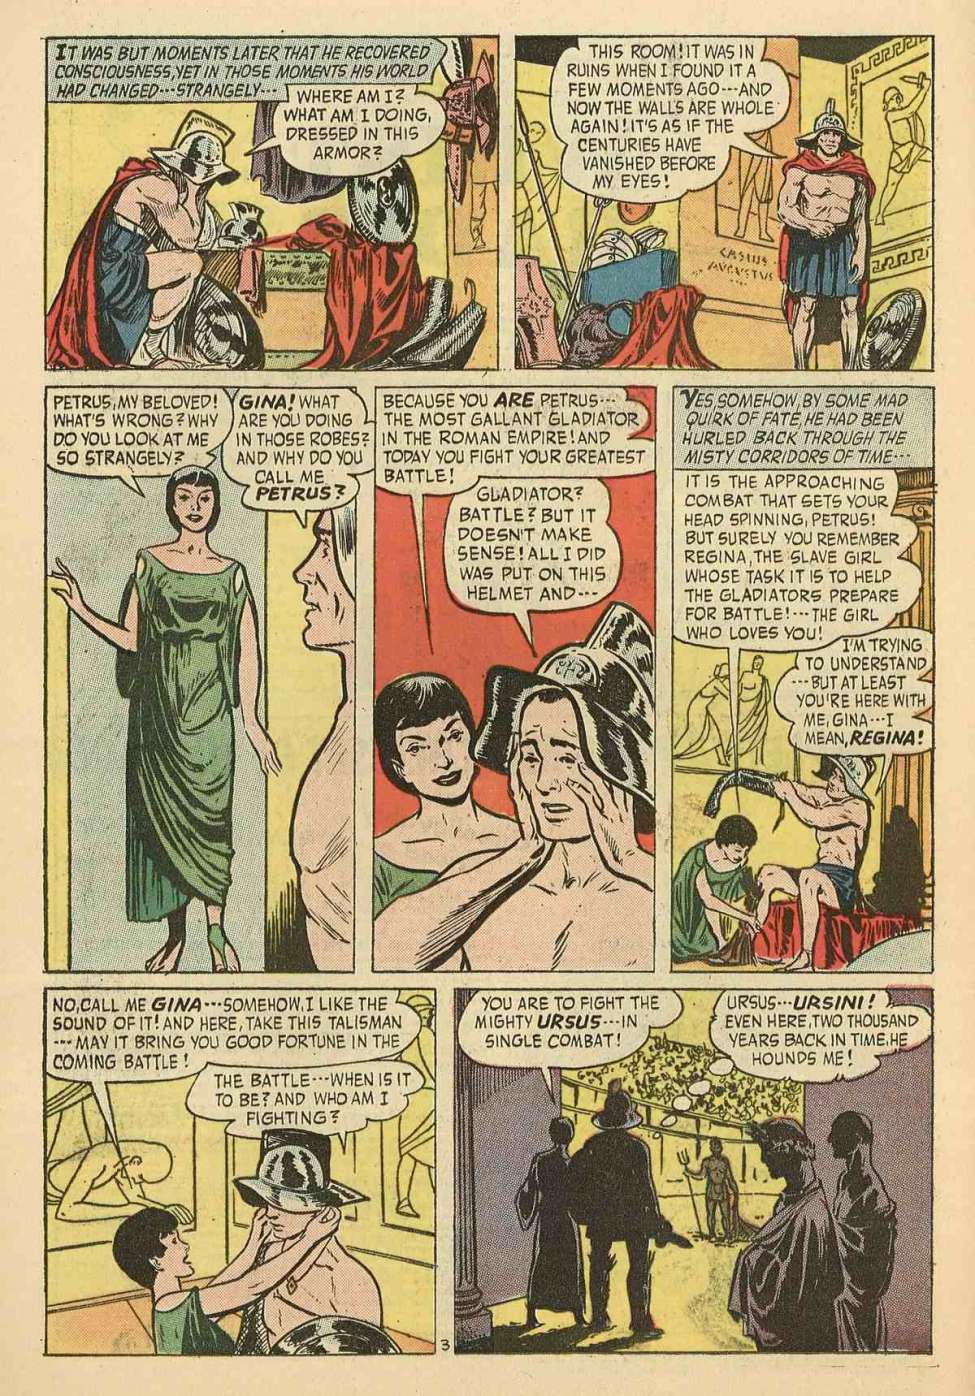 IT WAS BUT MOMENTS LATER THAT HE RECOVERED
CONSCIOUSNESS, YET IN THOSE MOMENTS HIS WORLD
HAD CHANGED---STRANGELY---
WHERE AM I?
WHAT AM I DOING,
DRESSED IN THIS
ARMOR?
THIS ROOM! IT WAS IN
RUINS WHEN I FOUND IT A
FEW MOMENTS AGO---AND
NOW THE WALLS ARE WHOLE
AGAIN! IT'S AS IF THE
CENTURIES HAVE
VANISHED BEFORE
MY EYES!
CASIUS
AUGVSTVS
PETRUS, MY BELOVED!
WHAT'S WRONG? WHY
DO YOU LOOK AT ME
SO STRANGELY?
GINA! WHAT
ARE YOU DOING
IN THOSE ROBES?
AND WHY DO YOU
CALL ME
PETRUS?
BECAUSE YOU ARE PETRUS---
THE MOST GALLANT GLADIATOR
IN THE ROMAN EMPIRE! AND
TODAY YOU FIGHT YOUR GREATEST
BATTLE!
GLADIATOR?
BATTLE? BUT IT
DOESN'T MAKE
SENSE! ALL I DID
WAS PUT ON THIS
HELMET AND---
YES, SOMEHOW, BY SOME MAD
QUIRK OF FATE, HE HAD BEEN
HURLED BACK THROUGH THE
MISTY CORRIDORS OF TIME---
IT IS THE APPROACHING
COMBAT THAT SETS YOUR
HEAD SPINNING, PETRUS!
BUT SURELY YOU REMEMBER
REGINA, THE SLAVE GIRL
WHOSE TASK IT IS TO HELP
THE GLADIATORS PREPARE
FOR BATTLE!---THE GIRL
WHO LOVES YOU!
I'M TRYING
TO UNDERSTAND
---BUT AT LEAST
YOU'RE HERE WITH
ME, GINA---I
MEAN, REGINA!
NO, CALL ME GINA---SOMEHOW, I LIKE THE
SOUND OF IT! AND HERE, TAKE THIS TALISMAN
---MAY IT BRING YOU GOOD FORTUNE IN THE
COMING BATTLE!
THE BATTLE---WHEN IS IT
TO BE? AND WHO AM I
FIGHTING?
YOU ARE TO FIGHT THE
MIGHTY URSUS---IN
SINGLE COMBAT!
URSUS---URSINI!
EVEN HERE, TWO THOUSAND
YEARS BACK IN TIME, HE
HOUNDS ME!
3